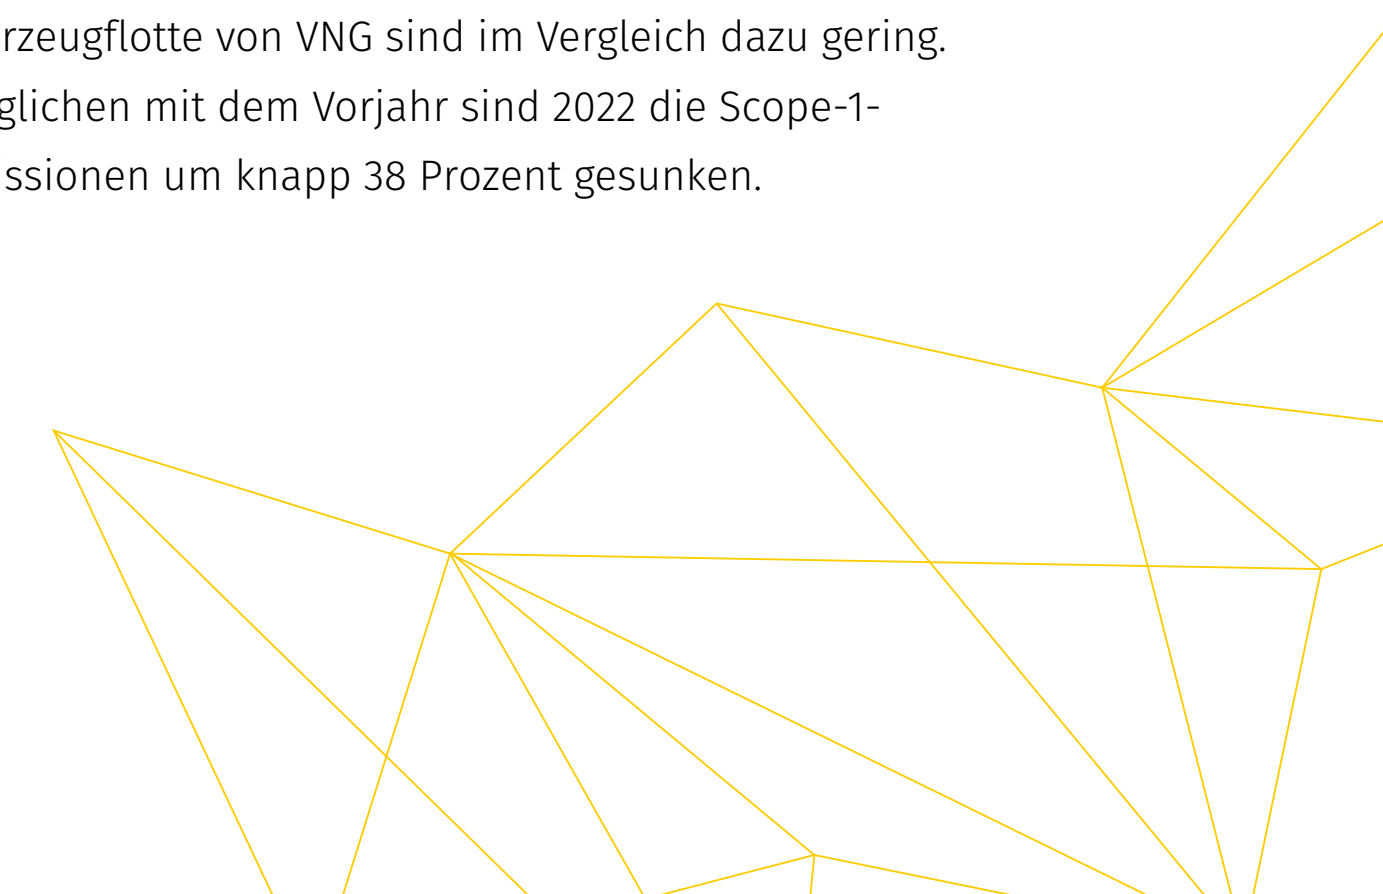 rzeugflotte von VNG sind im Vergleich dazu gering.
glichen mit dem Vorjahr sind 2022 die Scope-1-
ssionen um knapp 38 Prozent gesunken.